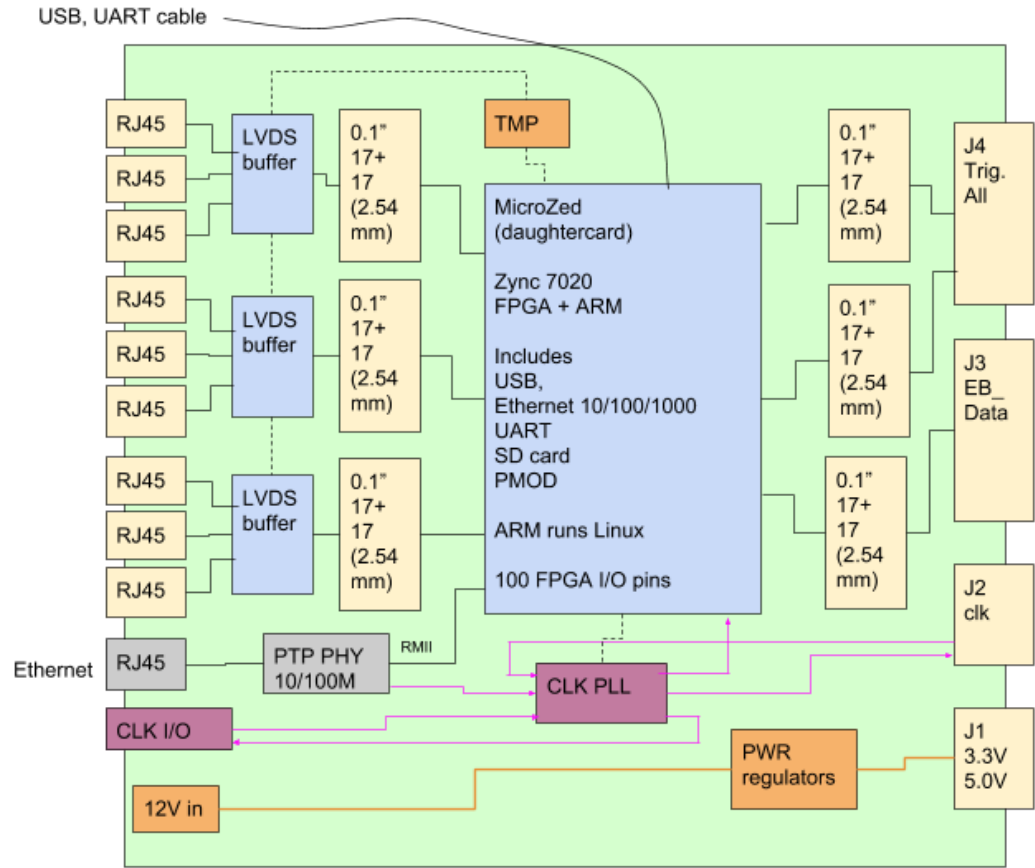 USB, UART cable
RJ45
RJ45
RJ45
LVDS
buffer
0.1”
17+
17
(2.54
mm)
TMP
0.1”
17+
17
(2.54
mm)
J4
Trig.
All
MicroZed
(daughtercard)
Zync 7020
FPGA + ARM
Includes
USB,
Ethernet 10/100/1000
UART
SD card
PMOD
ARM runs Linux
100 FPGA I/O pins
RJ45
RJ45
RJ45
LVDS
buffer
0.1”
17+
17
(2.54
mm)
0.1”
17+
17
(2.54
mm)
J3
EB_
Data
RJ45
RJ45
RJ45
LVDS
buffer
0.1”
17+
17
(2.54
mm)
0.1”
17+
17
(2.54
mm)
J2
clk
Ethernet
RJ45
PTP PHY
10/100M
RMII
CLK PLL
CLK I/O
12V in
PWR
regulators
J1
3.3V
5.0V